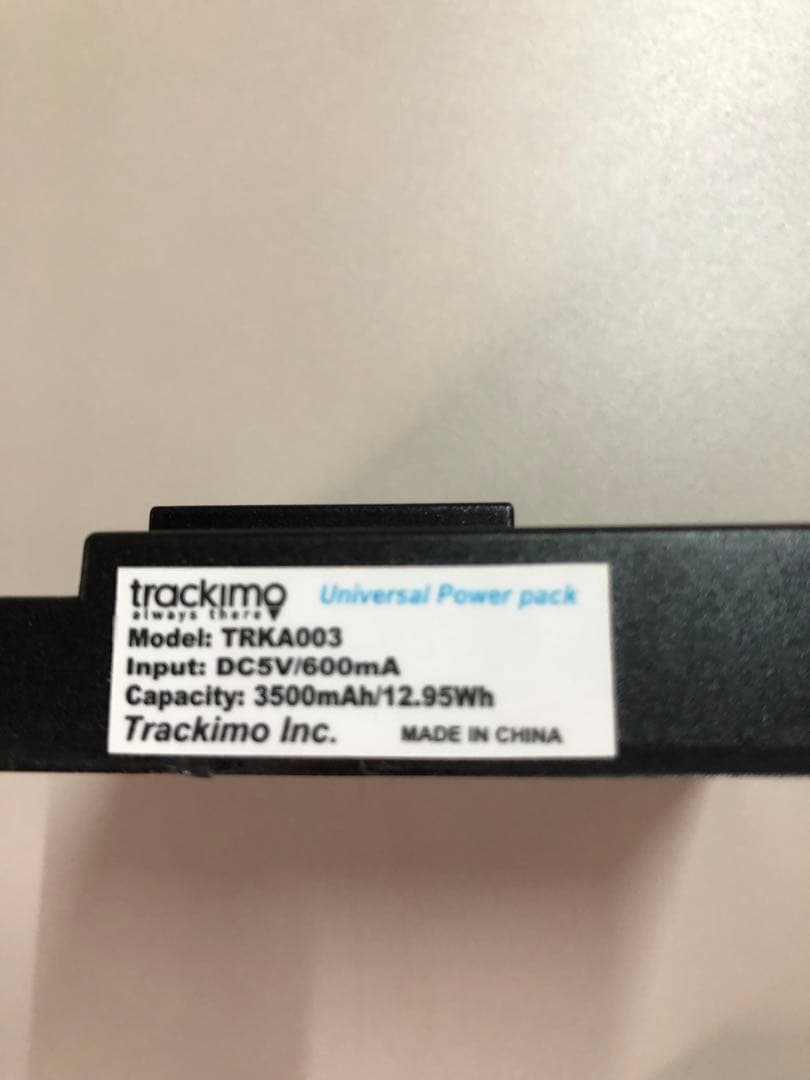 trackimo Universal Power pack
always there
Model: TRKA003
Input: DC5V/600mA
Capacity: 3500mAh/12.95Wh
Trackimo Inc. MADE IN CHINA